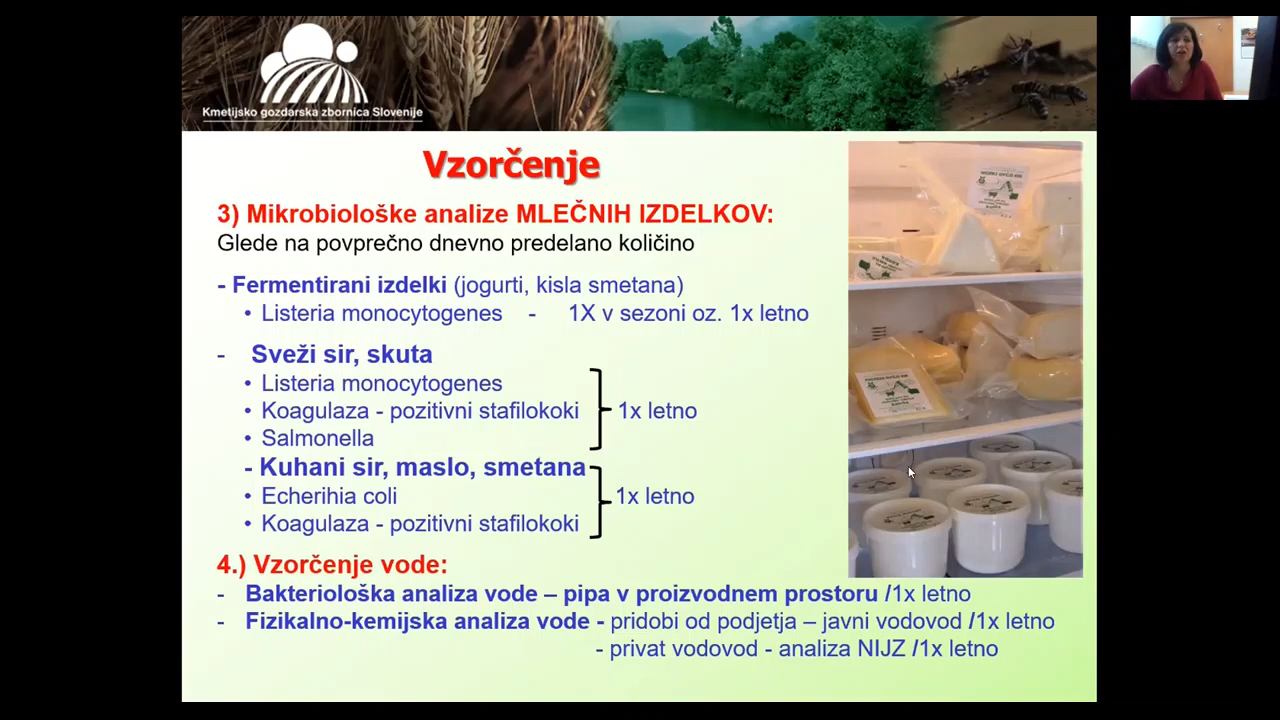 Kmetijsko gozdarska zbornica Slovenije
Vzorčenje
3) Mikrobiološke analize MLEČNIH IZDELKOV:
Glede na povprečno dnevno predelano količino
- Fermentirani izdelki (jogurti, kisla smetana)
• Listeria monocytogenes - 1X v sezoni oz. 1x letno
- Sveži sir, skuta
• Listeria monocytogenes
• Koagulaza - pozitivni stafilokoki
1x letno
• Salmonella
- Kuhani sir, maslo, smetana
• Echerihia coli
1x letno
• Koagulaza - pozitivni stafilokoki
4.) Vzorčenje vode:
- Bakteriološka analiza vode – pipa v proizvodnem prostoru /1x letno
- Fizikalno-kemijska analiza vode - pridobi od podjetja – javni vodovod /1x letno
- privat vodovod - analiza NIJZ /1x letno